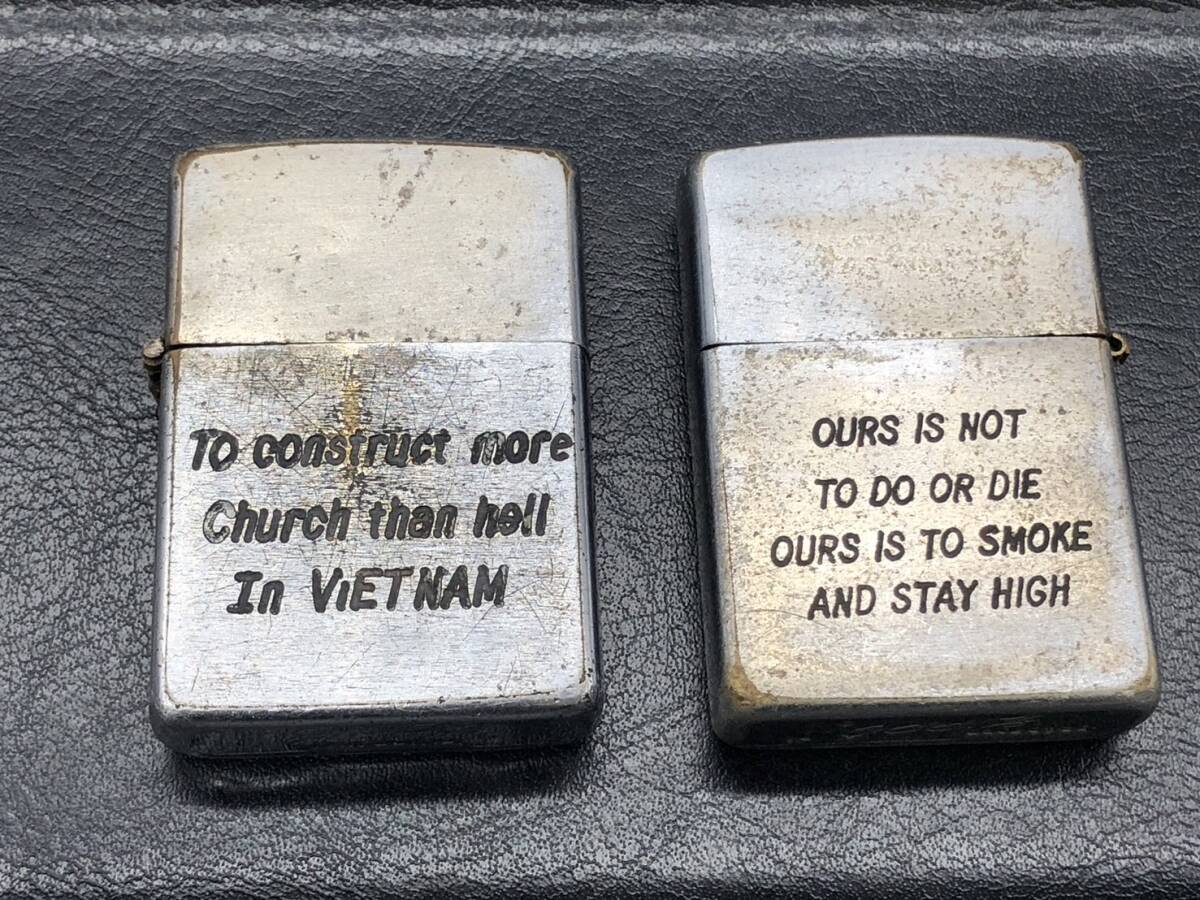 To construct more
Church than hell
In ViETNAM
OURS IS NOT
TO DO OR DIE
OURS IS TO SMOKE
AND STAY HIGH